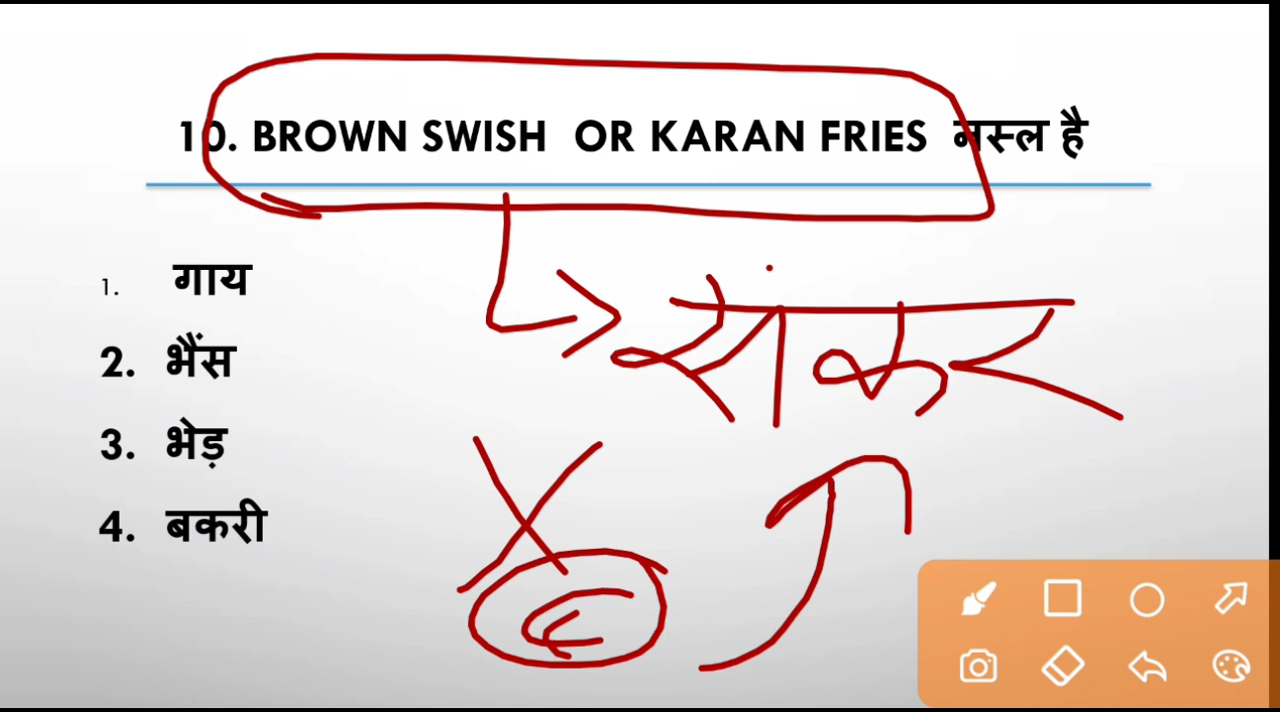 10. BROWN SWISH OR KARAN FRIES नस्ल है
1. गाय
2. भैंस
3. भेड़
4. बकरी
संकर